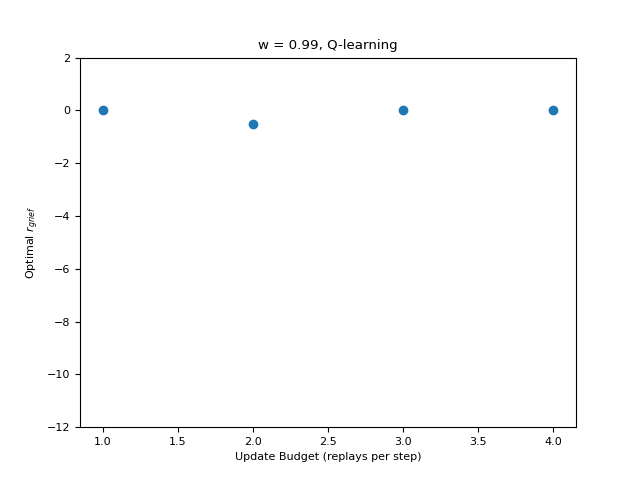 w = 0.99, Q-learning
Optimal r_grief
2
0
−2
−4
−6
−8
−10
−12
1.0 1.5 2.0 2.5 3.0 3.5 4.0
Update Budget (replays per step)